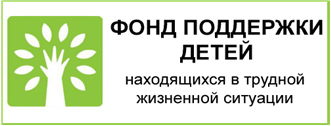 ФОНД ПОДДЕРЖКИ
ДЕТЕЙ
находящихся в трудной
жизненной ситуации